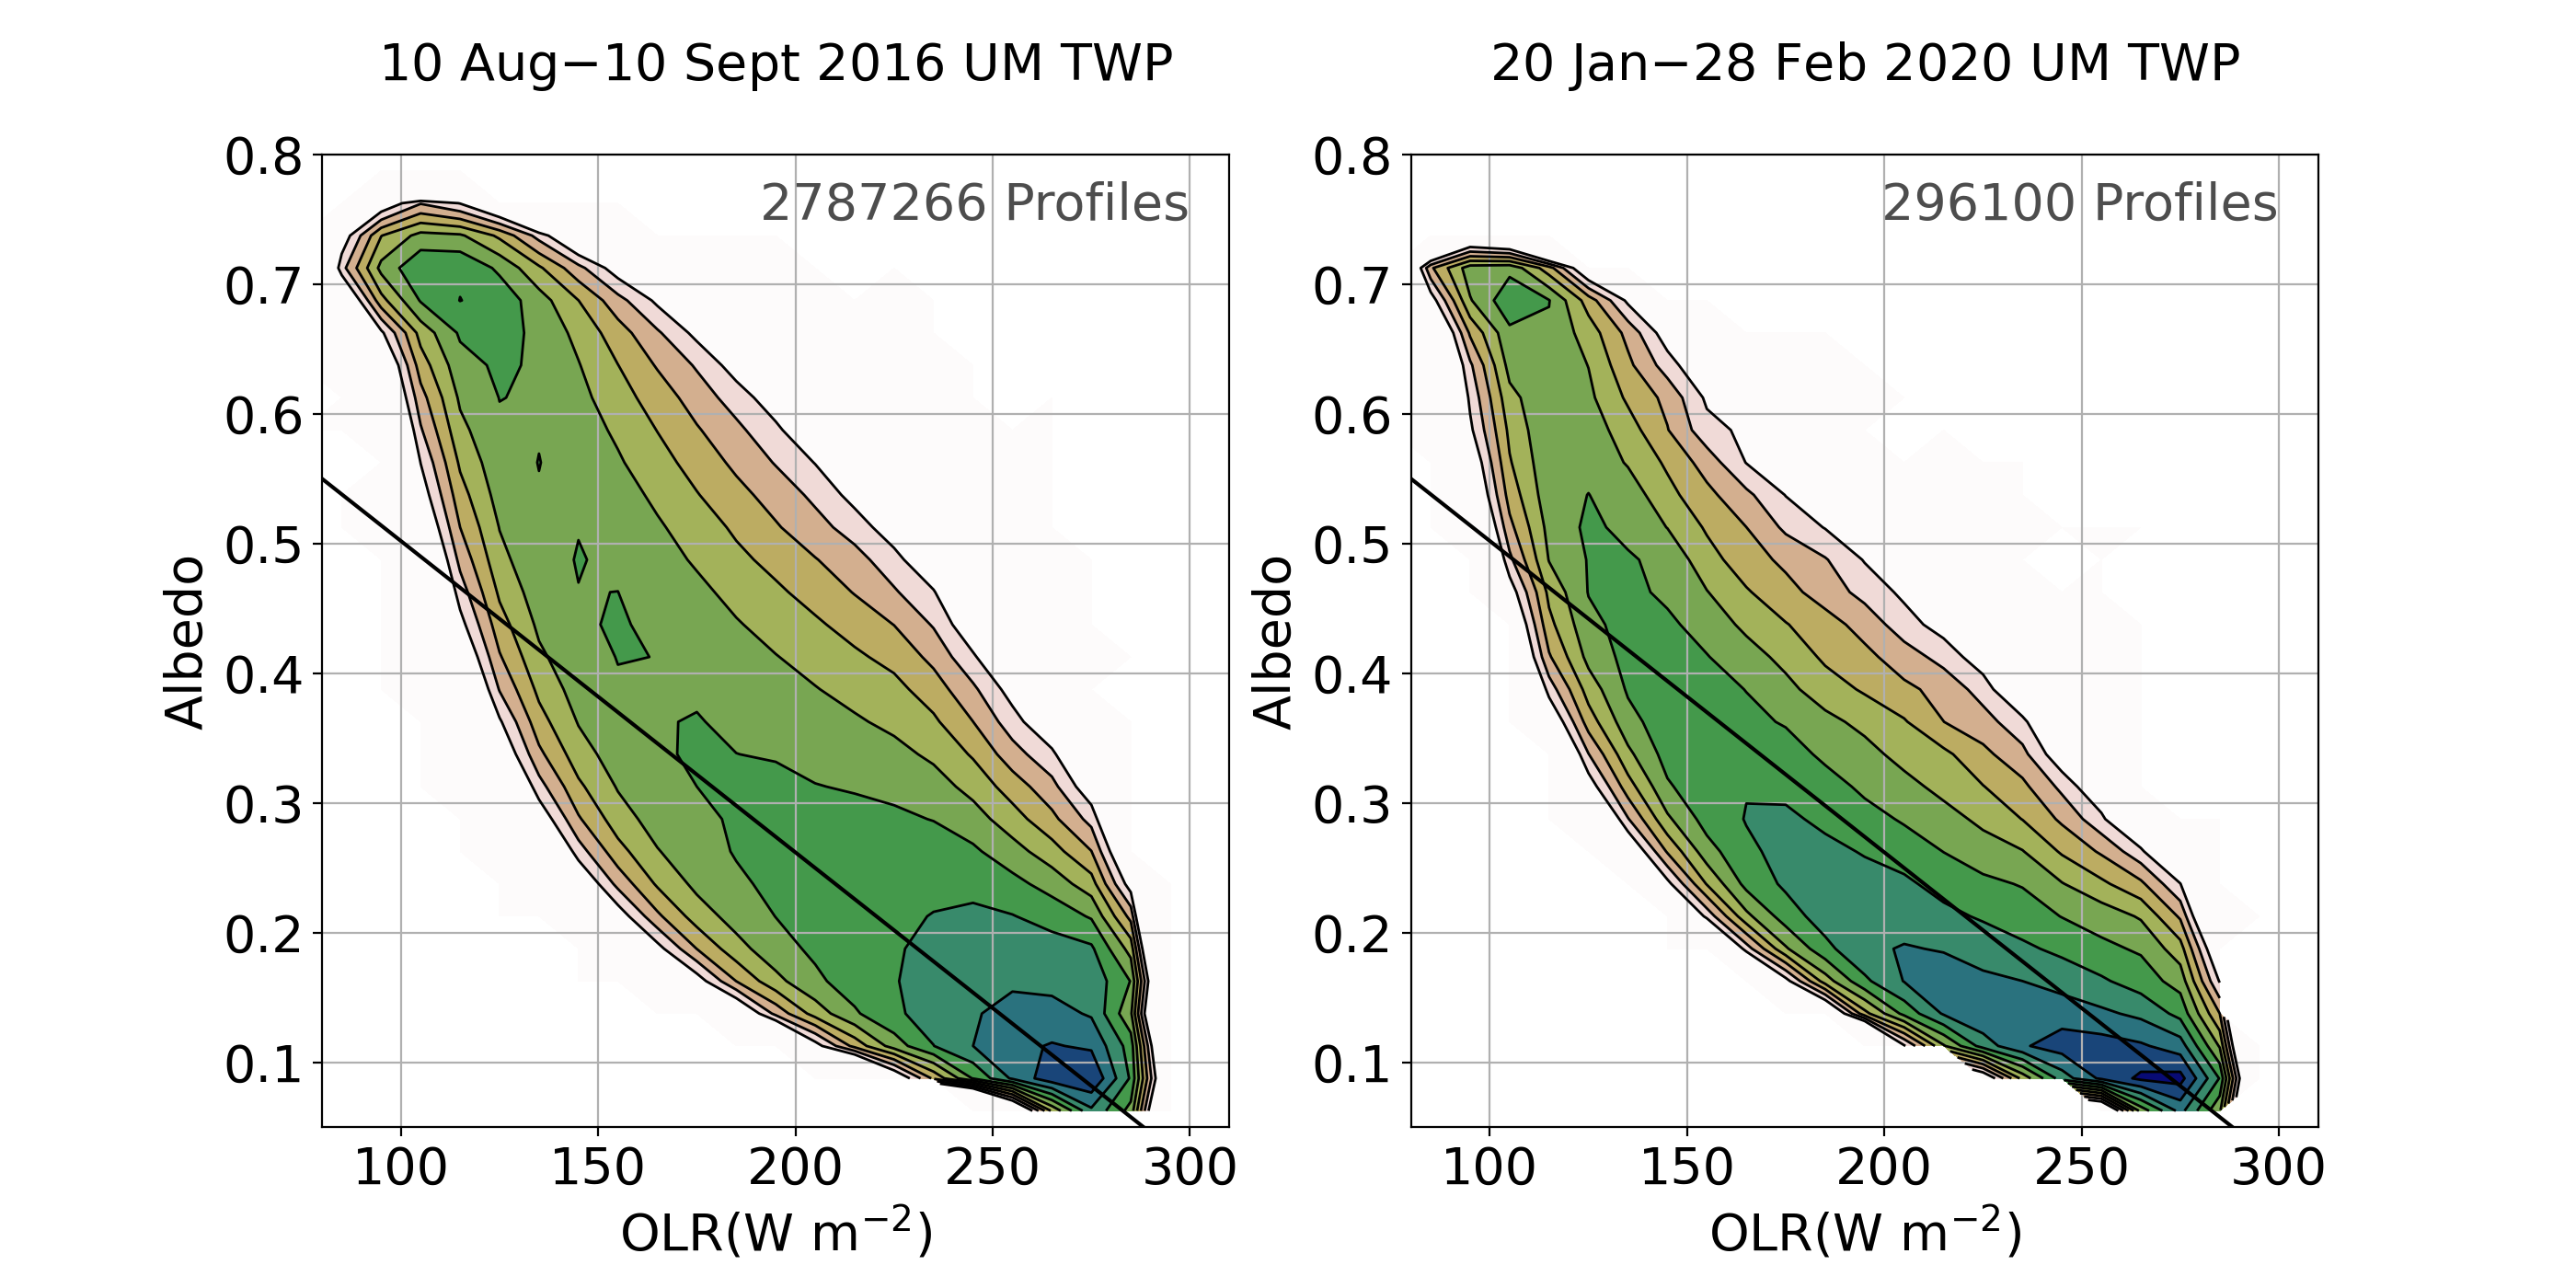 10 Aug−10 Sept 2016 UM TWP
2787266 Profiles
0.8
0.7
0.6
0.5
0.4
0.3
0.2
0.1
Albedo
100 150 200 250 300
OLR(W m⁻²)
20 Jan−28 Feb 2020 UM TWP
296100 Profiles
0.8
0.7
0.6
0.5
0.4
0.3
0.2
0.1
Albedo
100 150 200 250 300
OLR(W m⁻²)